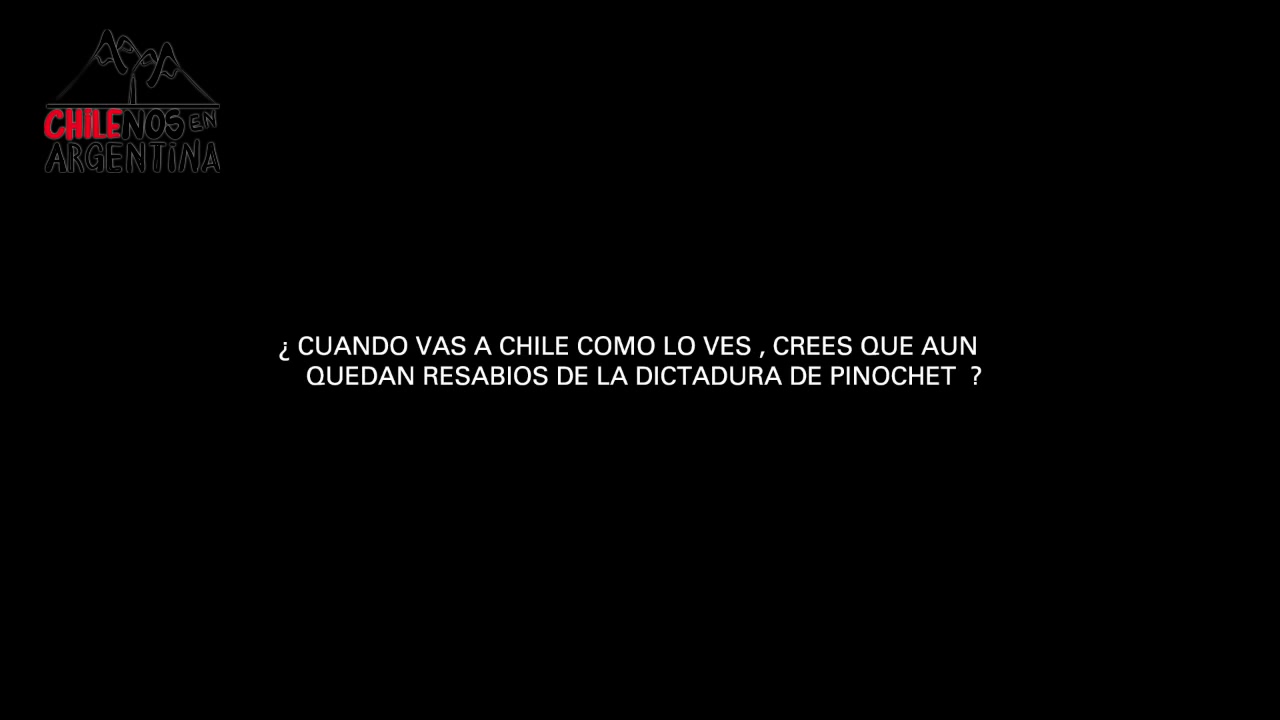 CHILENOS EN
ARGENTINA
¿ CUANDO VAS A CHILE COMO LO VES , CREES QUE AUN
QUEDAN RESABIOS DE LA DICTADURA DE PINOCHET ?